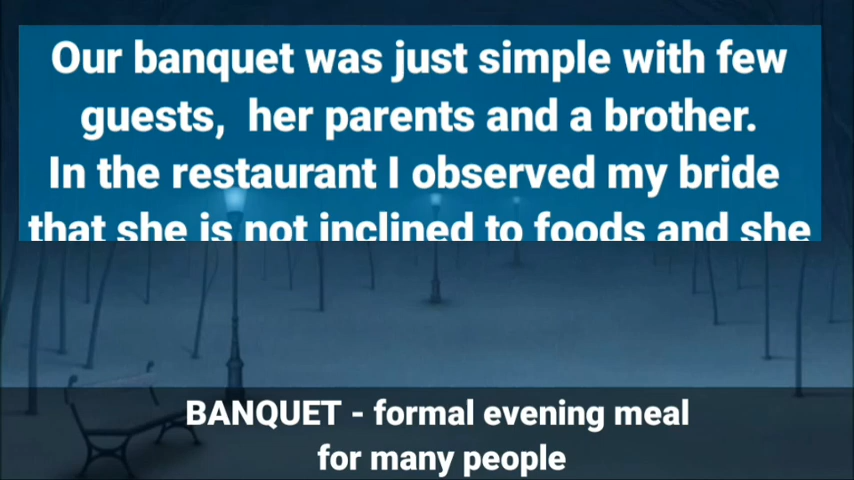 Our banquet was just simple with few
guests,  her parents and a brother.
In the restaurant I observed my bride
that she is not inclined to foods and she
BANQUET - formal evening meal
for many people